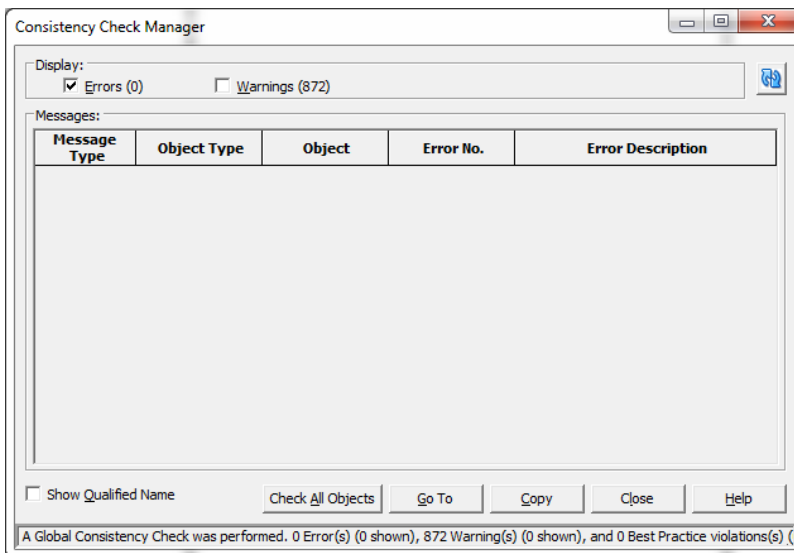 Consistency Check Manager
Display:
Errors (0)
Warnings (872)
Messages:
Message Type
Object Type
Object
Error No.
Error Description
Show Qualified Name
Check All Objects
Go To
Copy
Close
Help
A Global Consistency Check was performed. 0 Error(s) (0 shown), 872 Warning(s) (0 shown), and 0 Best Practice violations(s) (